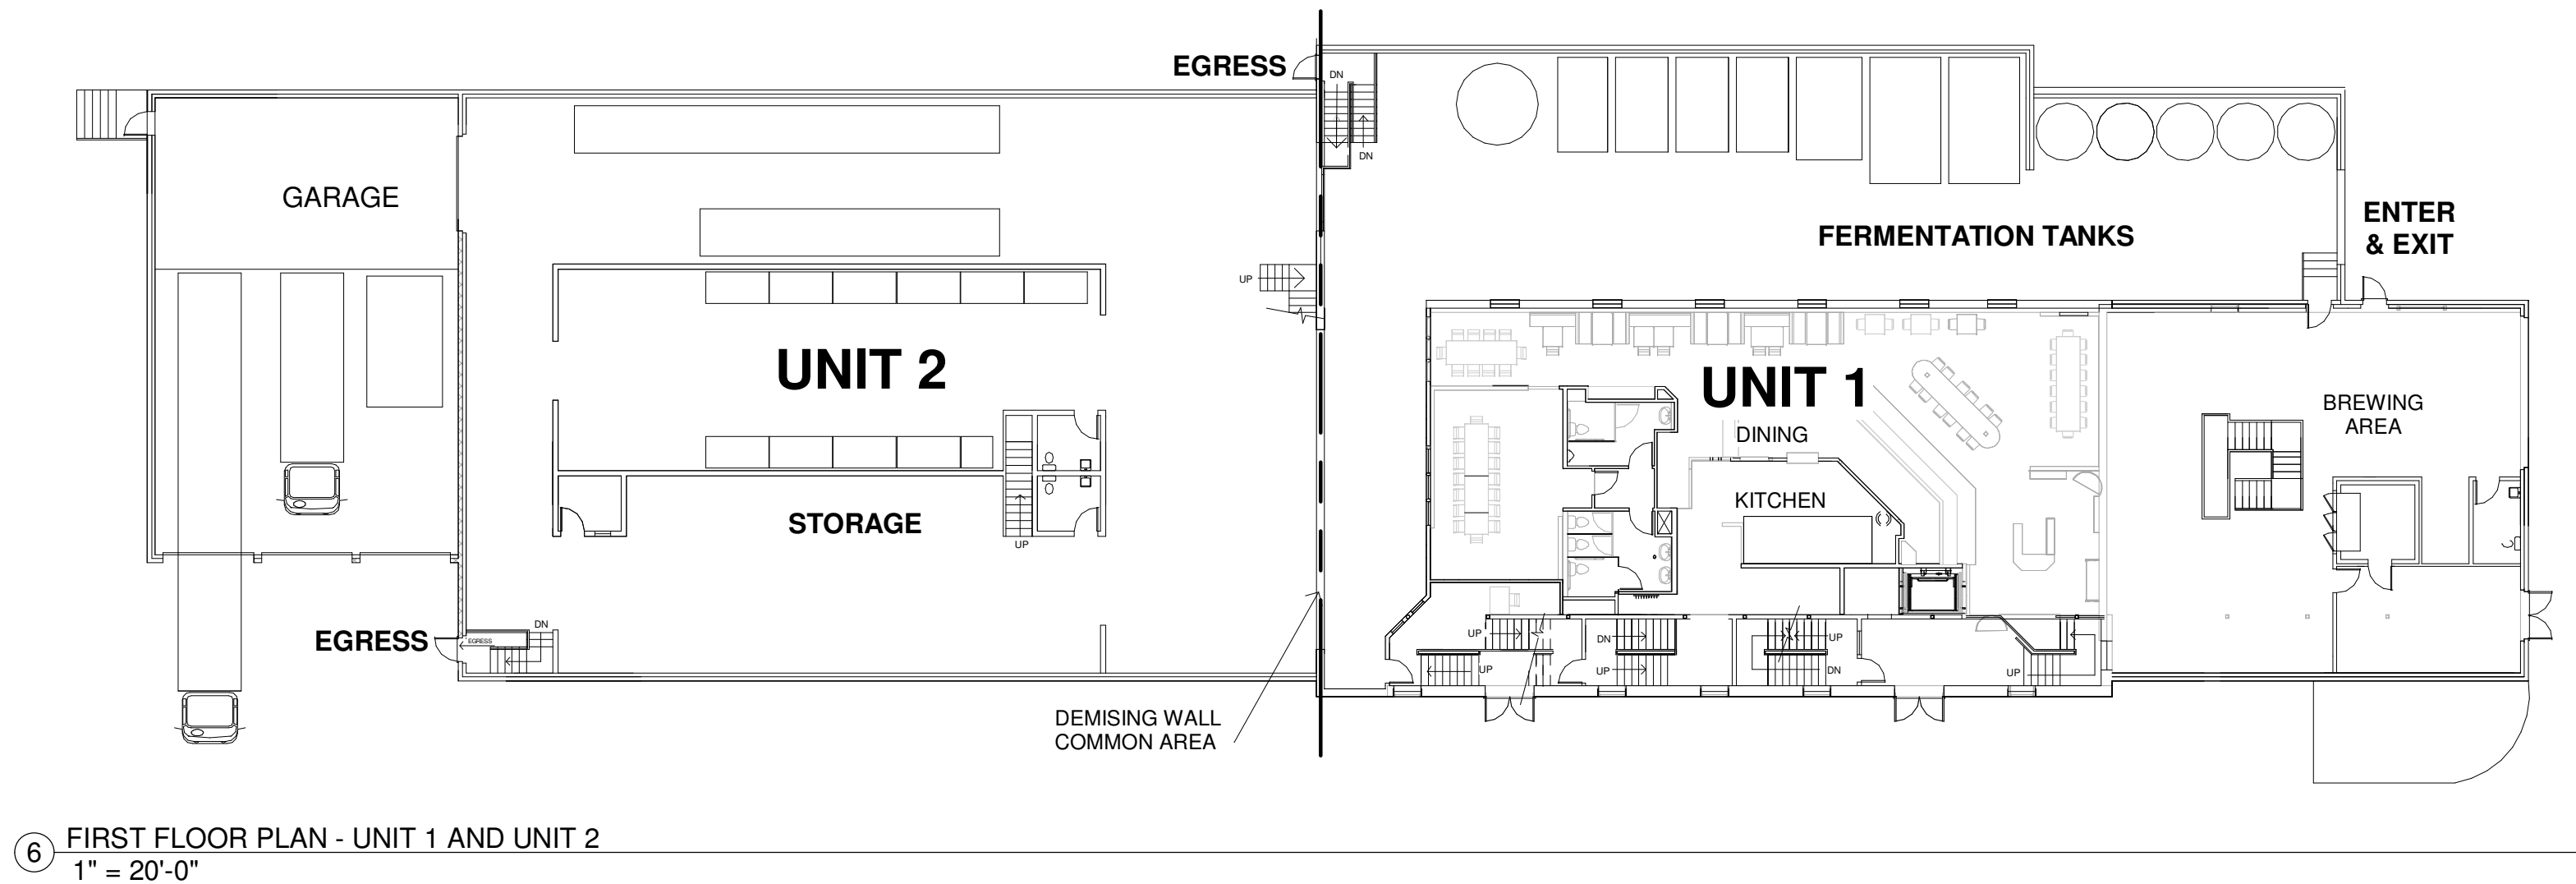 EGRESS
DN
DN
GARAGE
ENTER
& EXIT
FERMENTATION TANKS
UP
UNIT 2
UNIT 1
BREWING
AREA
DINING
KITCHEN
STORAGE
UP
EGRESS
EGRESS
DN
UP
UP
DN
UP
UP
DN
UP
DEMISING WALL
COMMON AREA
6
FIRST FLOOR PLAN - UNIT 1 AND UNIT 2
1" = 20'-0"